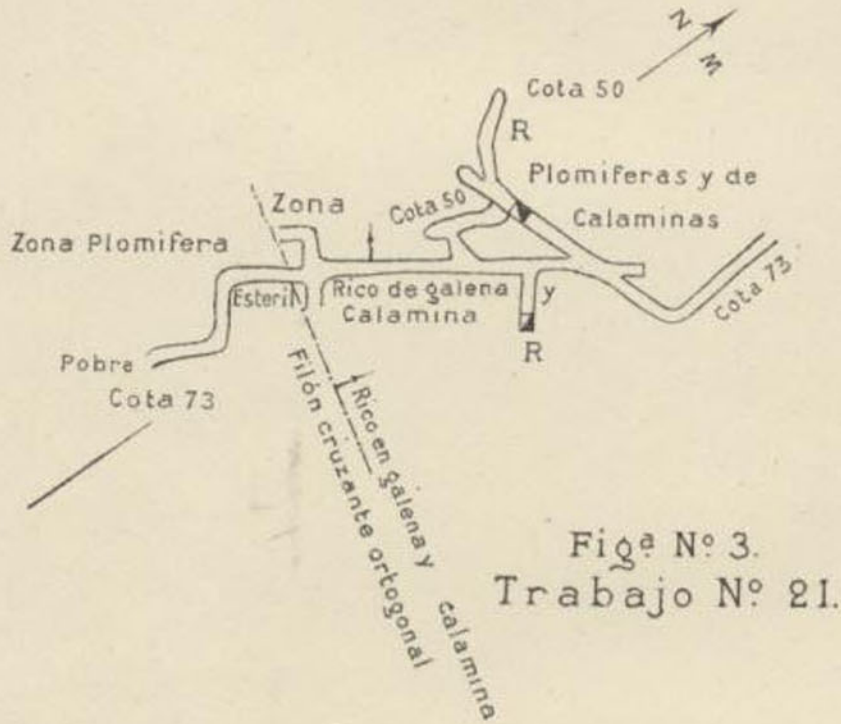 N M
Cota 50
R
Plomiferas y de
Calaminas
Zona
Cota 50
Zona Plomifera
Esteril
Rico de galena y
Calamina
Cota 73
R
Pobre
Cota 73
Filón cruzante ortogonal
Rico en galena y calamina
Figª Nº 3.
Trabajo Nº 21.